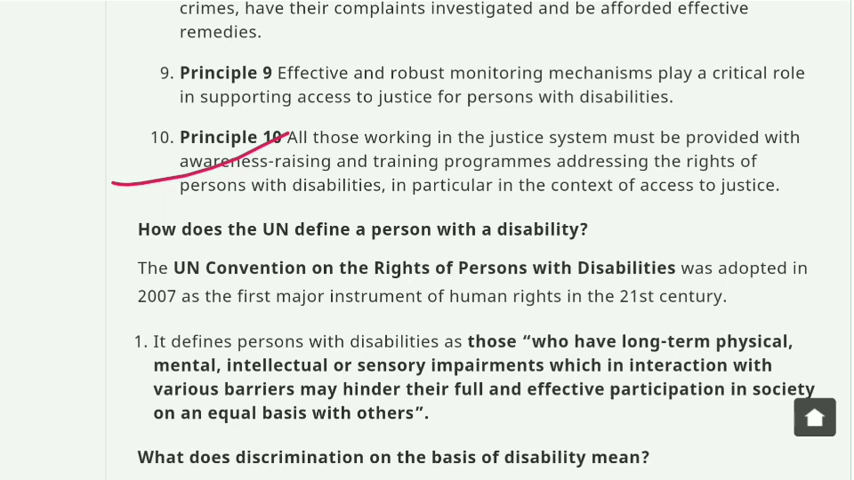 crimes, have their complaints investigated and be afforded effective
remedies.
9. Principle 9 Effective and robust monitoring mechanisms play a critical role
in supporting access to justice for persons with disabilities.
10. Principle 10 All those working in the justice system must be provided with
awareness-raising and training programmes addressing the rights of
persons with disabilities, in particular in the context of access to justice.
How does the UN define a person with a disability?
The UN Convention on the Rights of Persons with Disabilities was adopted in
2007 as the first major instrument of human rights in the 21st century.
1. It defines persons with disabilities as those “who have long-term physical,
mental, intellectual or sensory impairments which in interaction with
various barriers may hinder their full and effective participation in society
on an equal basis with others”.
What does discrimination on the basis of disability mean?